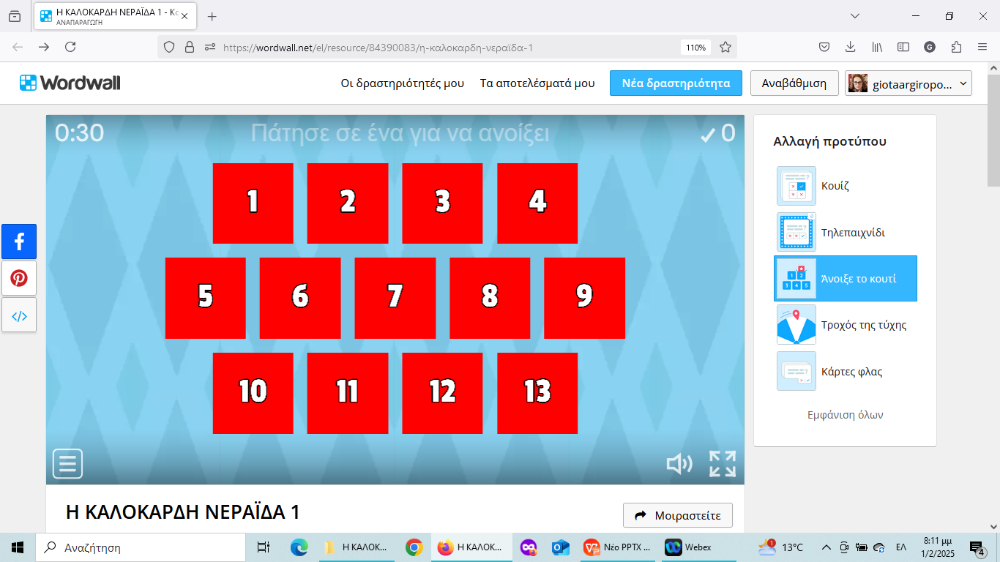 Η ΚΑΛΟΚΑΡΔΗ ΝΕΡΑΪΔΑ 1 - Κο
ΑΝΑΠΑΡΑΓΩΓΗ
https://wordwall.net/el/resource/84390083/η-καλοκαρδη-νεραϊδα-1
110%
G
Wordwall
Οι δραστηριότητές μου
Τα αποτελέσματά μου
Νέα δραστηριότητα
Αναβάθμιση
giotaargiropo...
0:30
Πάτησε σε ένα για να ανοίξει
0
1 2 3 4
5 6 7 8 9
10 11 12 13
Αλλαγή προτύπου
Κουίζ
Τηλεπαιχνίδι
Άνοιξε το κουτί
Τροχός της τύχης
Κάρτες φλας
Εμφάνιση όλων
Η ΚΑΛΟΚΑΡΔΗ ΝΕΡΑΪΔΑ 1
Μοιραστείτε
Αναζήτηση
Η ΚΑΛΟΚ...
Η ΚΑΛΟΚ...
Νέο PPTX ...
Webex
1
13°C
ΕΛ
8:11 μμ
1/2/2025
4